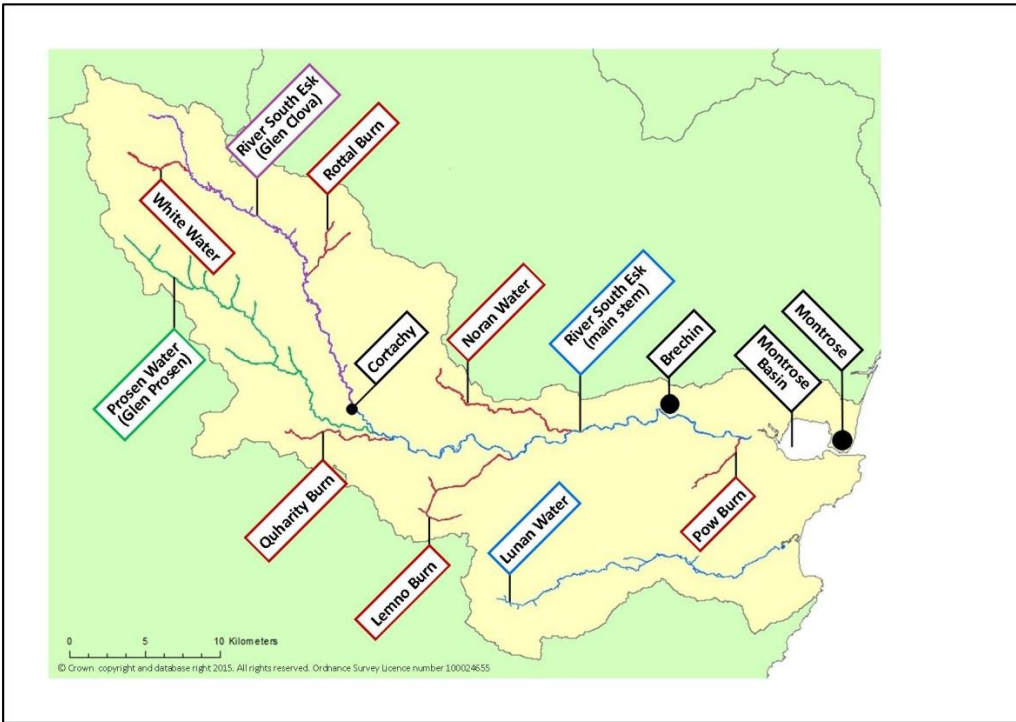 River South Esk
(Glen Clova)
Rottal Burn
White Water
Prosen Water
(Glen Prosen)
Cortachy
Noran Water
River South Esk
(main stem)
Brechin
Montrose
Basin
Montrose
Quharity Burn
Lemno Burn
Lunan Water
Pow Burn
0 5 10 Kilometers
© Crown copyright and database right 2015. All rights reserved. Ordnance Survey Licence number 100024655